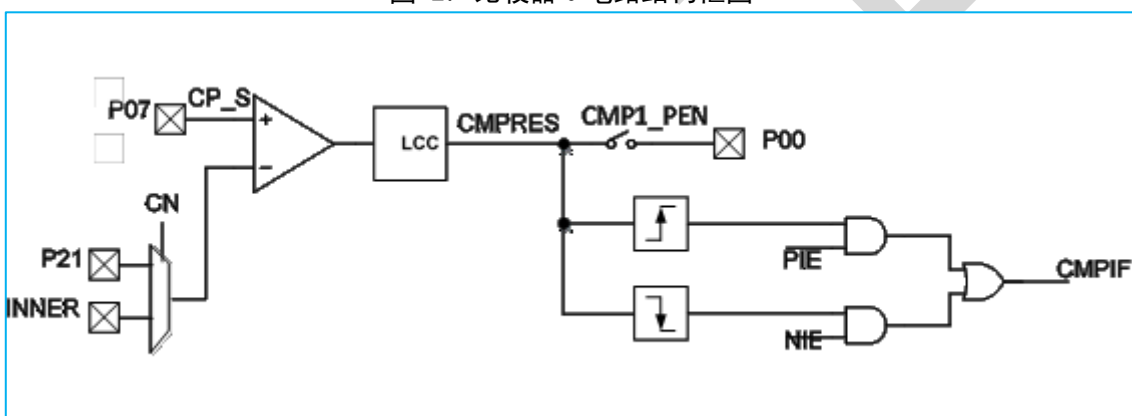 P07
CP_S
+
−
LCC
CMPRES
CMP1_PEN
P00
CN
P21
INNER
PIE
NIE
CMPIF